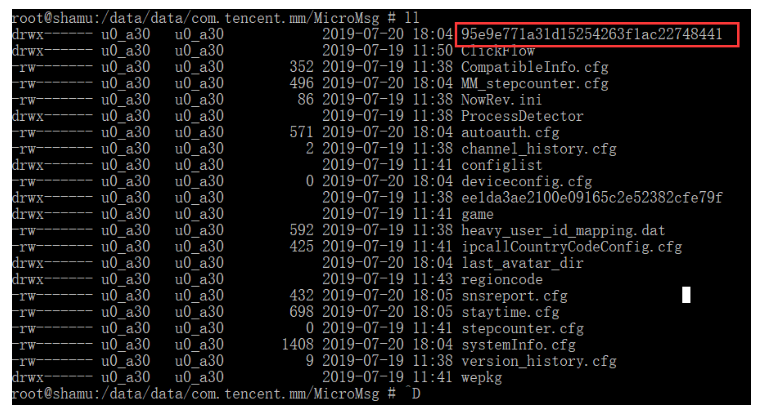 root@shamu:/data/data/com.tencent.mm/MicroMsg # ll
drwx------ u0_a30 u0_a30 2019-07-20 18:04 95e9e771a31d15254263f1ac22748441
drwx------ u0_a30 u0_a30 2019-07-19 11:50 ClickFlow
-rw------- u0_a30 u0_a30 352 2019-07-19 11:38 CompatibleInfo.cfg
-rw------- u0_a30 u0_a30 496 2019-07-20 18:04 MM_stepcounter.cfg
-rw------- u0_a30 u0_a30 86 2019-07-19 11:38 NowRev.ini
drwx------ u0_a30 u0_a30 2019-07-19 11:38 ProcessDetector
-rw------- u0_a30 u0_a30 571 2019-07-20 18:04 autoauth.cfg
-rw------- u0_a30 u0_a30 2 2019-07-19 11:38 channel_history.cfg
drwx------ u0_a30 u0_a30 2019-07-19 11:41 configlist
-rw------- u0_a30 u0_a30 0 2019-07-20 18:04 deviceconfig.cfg
drwx------ u0_a30 u0_a30 2019-07-19 11:38 ee1da3ae2100e09165c2e52382cfe79f
drwx------ u0_a30 u0_a30 2019-07-19 11:41 game
-rw------- u0_a30 u0_a30 592 2019-07-19 11:38 heavy_user_id_mapping.dat
-rw------- u0_a30 u0_a30 425 2019-07-19 11:41 ipcallCountryCodeConfig.cfg
drwx------ u0_a30 u0_a30 2019-07-20 18:04 last_avatar_dir
drwx------ u0_a30 u0_a30 2019-07-19 11:43 regioncode
-rw------- u0_a30 u0_a30 432 2019-07-20 18:05 snsreport.cfg
-rw------- u0_a30 u0_a30 698 2019-07-20 18:05 staytime.cfg
-rw------- u0_a30 u0_a30 0 2019-07-19 11:41 stepcounter.cfg
-rw------- u0_a30 u0_a30 1408 2019-07-20 18:04 systemInfo.cfg
-rw------- u0_a30 u0_a30 9 2019-07-19 11:38 version_history.cfg
drwx------ u0_a30 u0_a30 2019-07-19 11:41 wepkg
root@shamu:/data/data/com.tencent.mm/MicroMsg # ^D